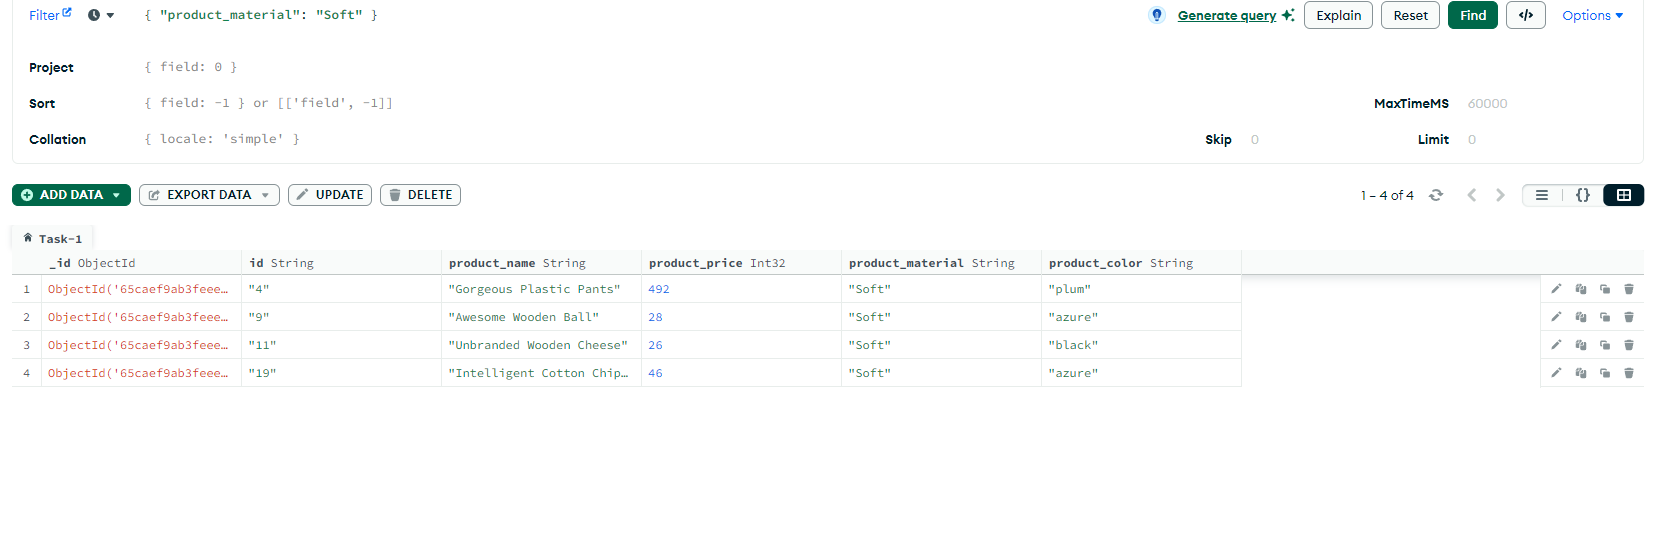 Filter { "product_material": "Soft" } Generate query Explain Reset Find </> Options
Project { field: 0 }
Sort { field: -1 } or [['field', -1]] MaxTimeMS 60000
Collation { locale: 'simple' } Skip 0 Limit 0
ADD DATA EXPORT DATA UPDATE DELETE 1 – 4 of 4 {}
Task-1
_id ObjectId id String product_name String product_price Int32 product_material String product_color String
1 ObjectId('65caef9ab3feee… "4" "Gorgeous Plastic Pants" 492 "Soft" "plum"
2 ObjectId('65caef9ab3feee… "9" "Awesome Wooden Ball" 28 "Soft" "azure"
3 ObjectId('65caef9ab3feee… "11" "Unbranded Wooden Cheese" 26 "Soft" "black"
4 ObjectId('65caef9ab3feee… "19" "Intelligent Cotton Chip… 46 "Soft" "azure"